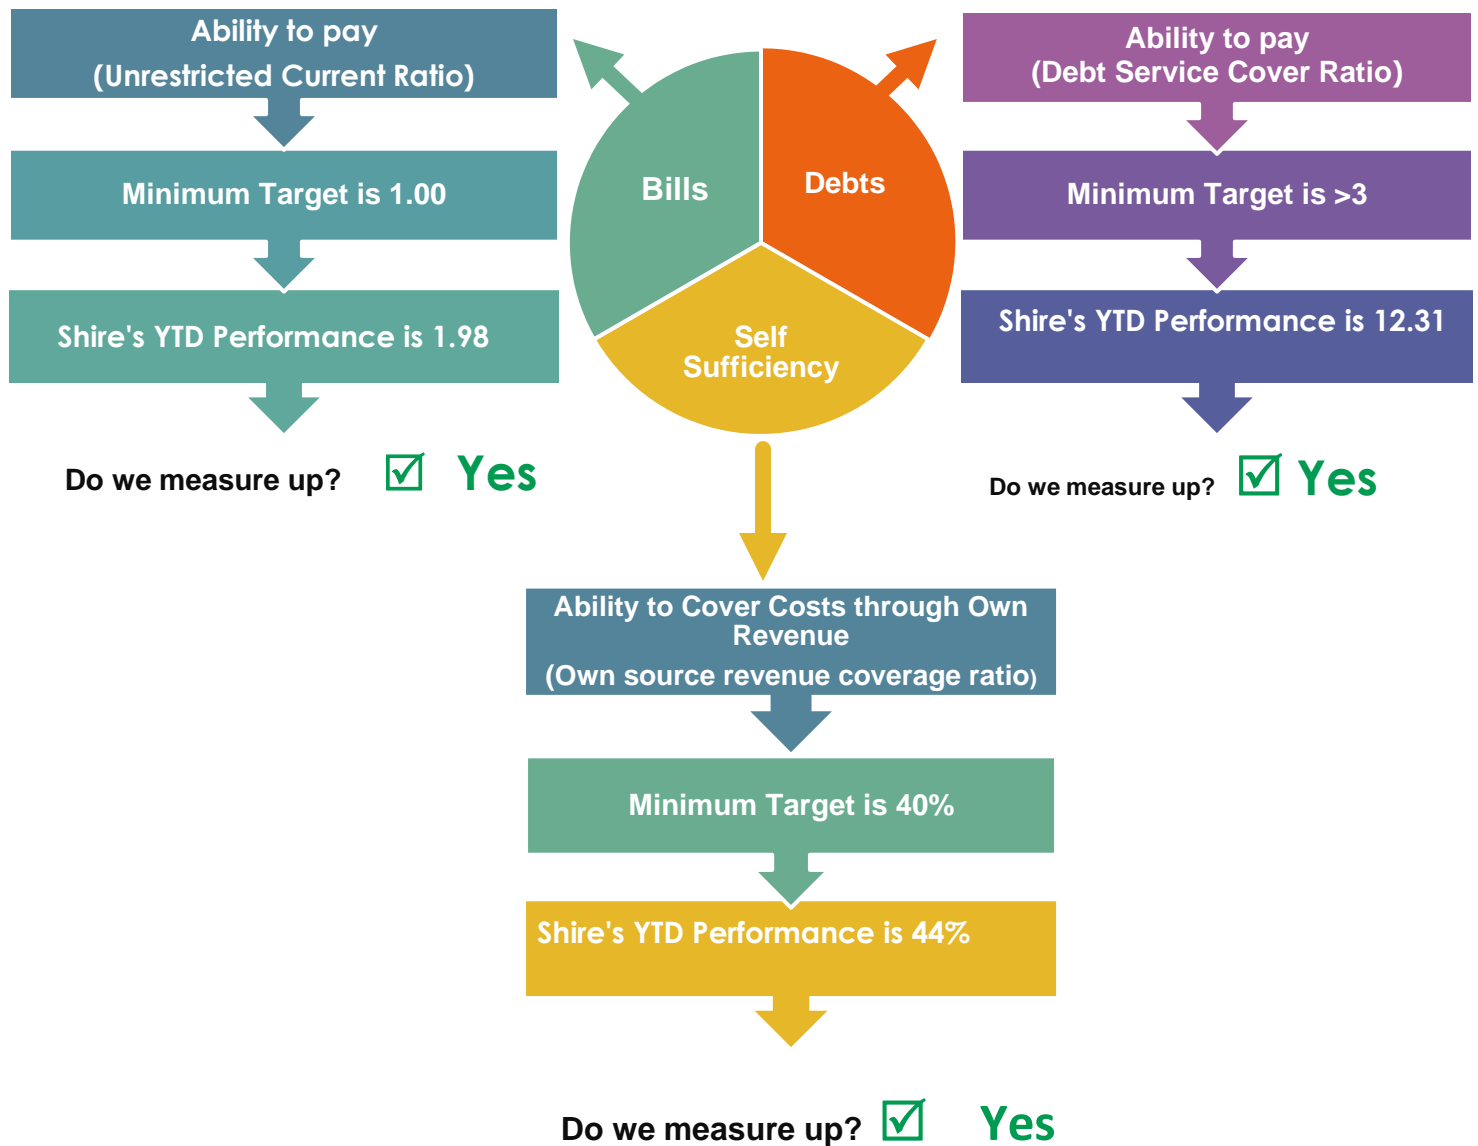 Ability to pay
(Unrestricted Current Ratio)
Minimum Target is 1.00
Shire's YTD Performance is 1.98
Do we measure up? ☑ Yes
Bills
Debts
Self
Sufficiency
Ability to pay
(Debt Service Cover Ratio)
Minimum Target is >3
Shire's YTD Performance is 12.31
Do we measure up? ☑ Yes
Ability to Cover Costs through Own
Revenue
(Own source revenue coverage ratio)
Minimum Target is 40%
Shire's YTD Performance is 44%
Do we measure up? ☑ Yes